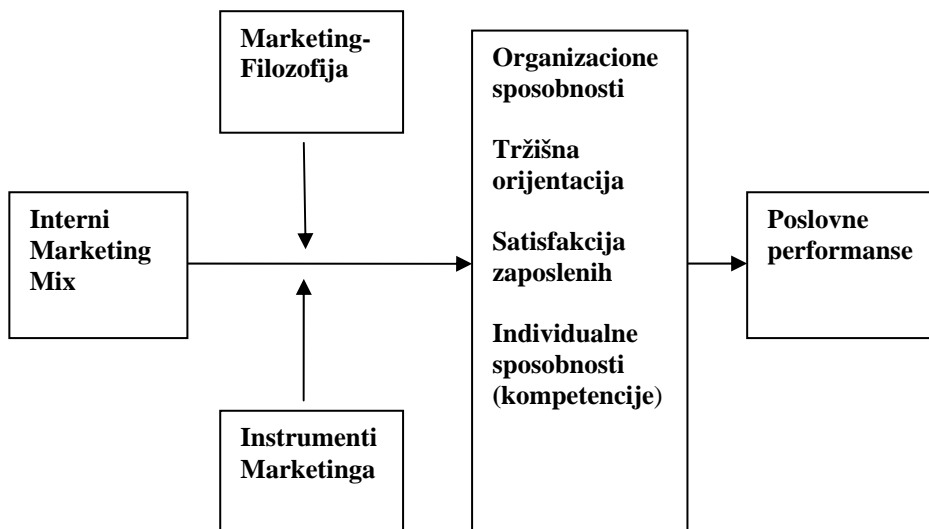 Marketing-
Filozofija
Organizacione
sposobnosti
Tržišna
orijentacija
Satisfakcija
zaposlenih
Individualne
sposobnosti
(kompetencije)
Interni
Marketing
Mix
Poslovne
performanse
Instrumenti
Marketinga